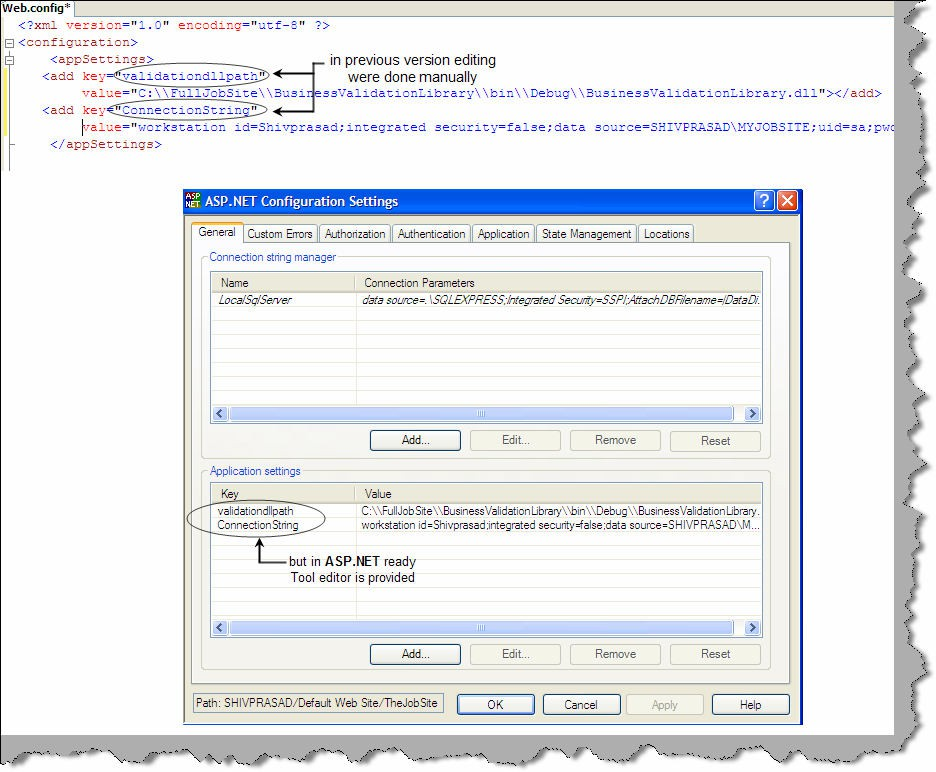 Web.config*
<?xml version="1.0" encoding="utf-8" ?>
<configuration>
<appSettings>
<add key="validationdllpath"
value="C:\\FullJobSite\\BusinessValidationLibrary\\bin\\Debug\\BusinessValidationLibrary.dll"></add>
<add key="ConnectionString"
value="workstation id=Shivprasad;integrated security=false;data source=SHIVPRASAD\MYJOBSITE;uid=sa;pwd
</appSettings>
in previous version editing
were done manually
ASP NET
ASP.NET Configuration Settings
?
General Custom Errors Authorization Authentication Application State Management Locations
Connection string manager
Name Connection Parameters
LocalSqlServer data source=.\SQLEXPRESS;Integrated Security=SSPI;AttachDBFilename=|DataDi.
Add... Edit... Remove Reset
Application settings
Key Value
validationdllpath C:\\FullJobSite\\BusinessValidationLibrary\\bin\\Debug\\BusinessValidationLibrary.
ConnectionString workstation id=Shivprasad;integrated security=false;data source=SHIVPRASAD\M...
but in ASP.NET ready
Tool editor is provided
Add... Edit... Remove Reset
Path: SHIVPRASAD/Default Web Site/TheJobSite OK Cancel Apply Help